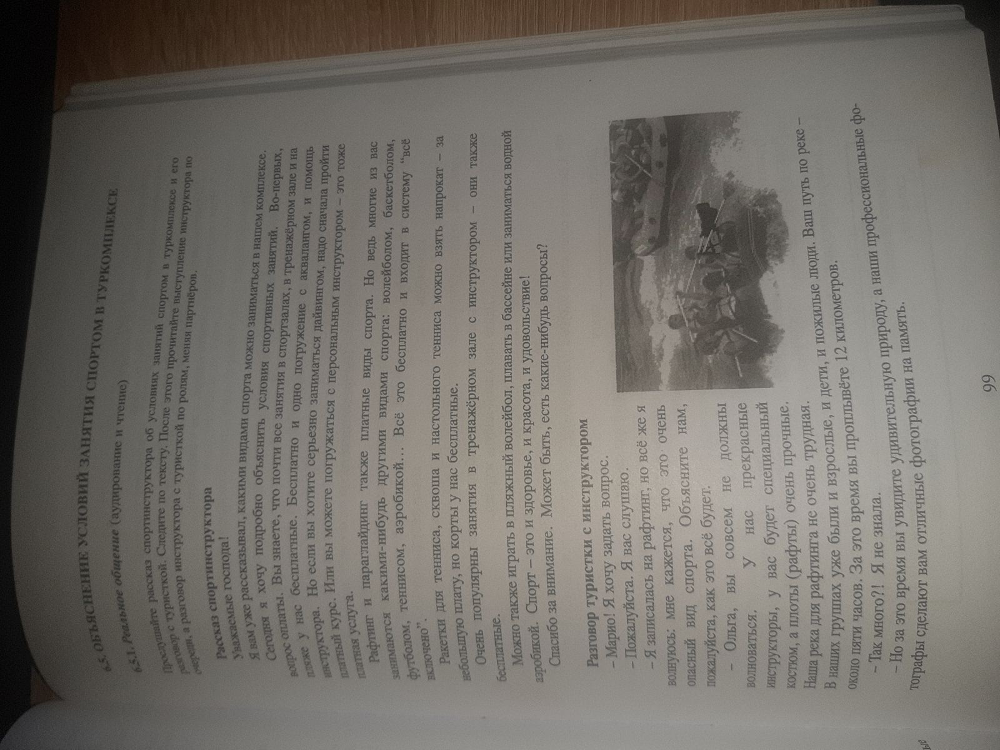 6.5. ОБЪЯСНЕНИЕ УСЛОВИЙ ЗАНЯТИЯ СПОРТОМ В ТУРКОМПЛЕКСЕ
6.5.1. Реальное общение (аудирование и чтение)
Прослушайте рассказ спортинструктора об условиях занятий спортом в туркомплексе и его
разговор с туристкой. Следите по тексту. После этого прочитайте выступление инструктора по
очереди, а разговор инструктора с туристкой по ролям, меняя партнёров.
Рассказ спортинструктора
Уважаемые господа!
Я вам уже рассказывал, какими видами спорта можно заниматься в нашем комплексе.
Сегодня я хочу подробно объяснить условия спортивных занятий. Во-первых,
вопрос оплаты. Вы знаете, что почти все занятия в спортзалах, в тренажёрном зале и на
пляже у нас бесплатные. Бесплатно и одно погружение с аквалангом, и помощь
инструктора. Но если вы хотите серьезно заниматься дайвингом, надо сначала пройти
платный курс. Или вы можете погружаться с персональным инструктором – это тоже
платная услуга.
Рафтинг и параглайдинг также платные виды спорта. Но ведь многие из вас
занимаются какими-нибудь другими видами спорта: волейболом, баскетболом,
футболом, теннисом, аэробикой... Всё это бесплатно и входит в систему “всё
включено”.
Ракетки для тенниса, сквоша и настольного тенниса можно взять напрокат – за
небольшую плату, но корты у нас бесплатные.
Очень популярны занятия в тренажёрном зале с инструктором – они также
бесплатные.
Можно также играть в пляжный волейбол, плавать в бассейне или заниматься водной
аэробикой. Спорт – это и здоровье, и красота, и удовольствие!
Спасибо за внимание. Может быть, есть какие-нибудь вопросы?
Разговор туристки с инструктором
– Марио! Я хочу задать вопрос.
– Пожалуйста. Я вас слушаю.
– Я записалась на рафтинг, но всё же я
волнуюсь: мне кажется, что это очень
опасный вид спорта. Объясните нам,
пожалуйста, как это всё будет.
– Ольга, вы совсем не должны
волноваться. У нас прекрасные
инструкторы, у вас будет специальный
костюм, а плоты (рафты) очень прочные.
Наша река для рафтинга не очень трудная.
В наших группах уже были и взрослые, и дети, и пожилые люди. Ваш путь по реке –
около пяти часов. За это время вы проплывёте 12 километров.
– Так много?! Я не знала.
– Но за это время вы увидите удивительную природу, а наши профессиональные фо-
тографы сделают вам отличные фотографии на память.
99
ые